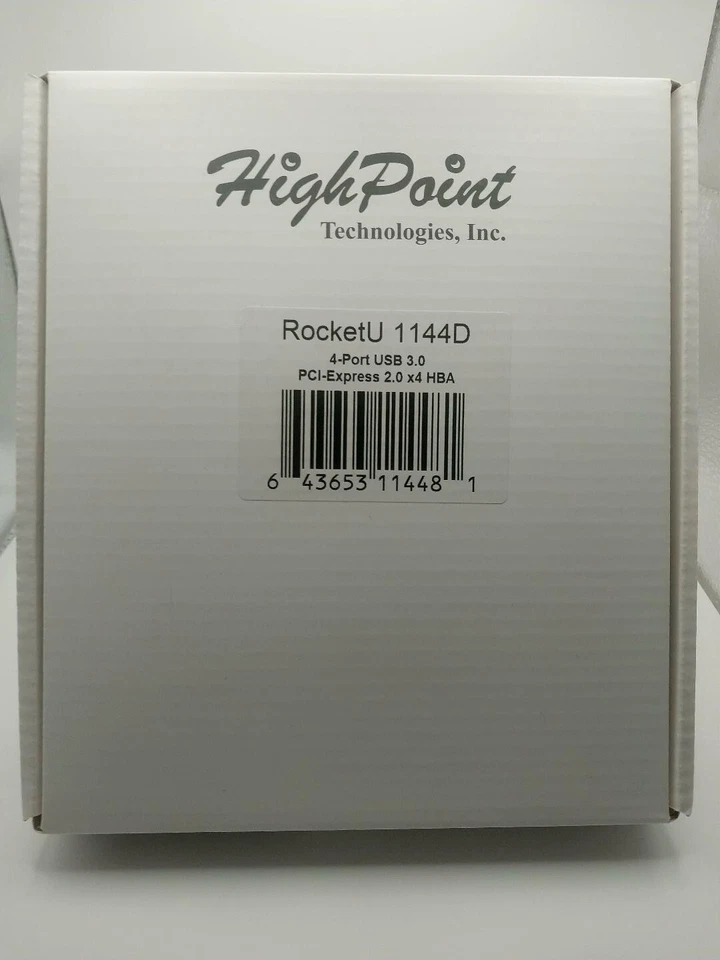 HighPoint
Technologies, Inc.
RocketU 1144D
4-Port USB 3.0
PCI-Express 2.0 x4 HBA
6 43653 11448 1